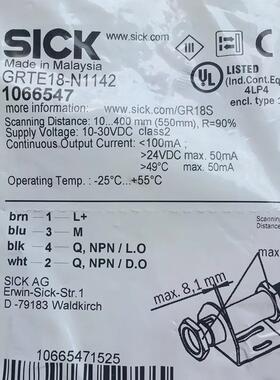 SICK
www.sick.com
Made in Malaysia
GRTE18-N1142
1066547
UL
LISTED
(Ind.Cont.Eq
4LP4
encl. type
more information: www.sick.com/GR18S
Scanning Distance: 10...400 mm (550mm), R=90%
Supply Voltage: 10-30VDC class2
Continuous Output Current: <100mA ;
>24VDC max. 50mA
>49°C max. 50mA
Operating Temp. : -25°C...+55°C
brn - 1 - L+
blu - 3 - M
blk - 4 - Q, NPN / L.O
wht - 2 - Q, NPN / D.O
Scanning
Distance
SICK AG
Erwin-Sick-Str.1
D -79183 Waldkirch
max. 8,1 mm
max.
10665471525